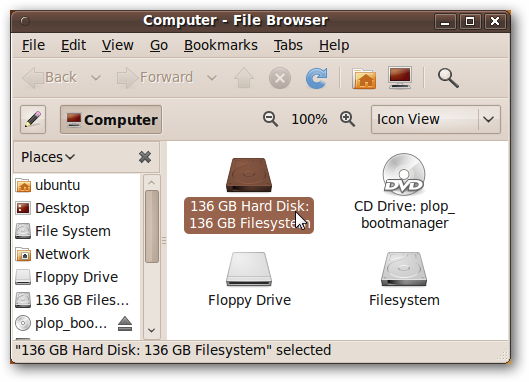 Computer - File Browser
File Edit View Go Bookmarks Tabs Help
Back Forward
Computer 100% Icon View
Places
ubuntu
Desktop
File System
Network
Floppy Drive
136 GB Files...
plop_boo...
136 GB Hard Disk:
136 GB Filesystem
CD Drive: plop_
bootmanager
DVD
Floppy Drive
Filesystem
"136 GB Hard Disk: 136 GB Filesystem" selected